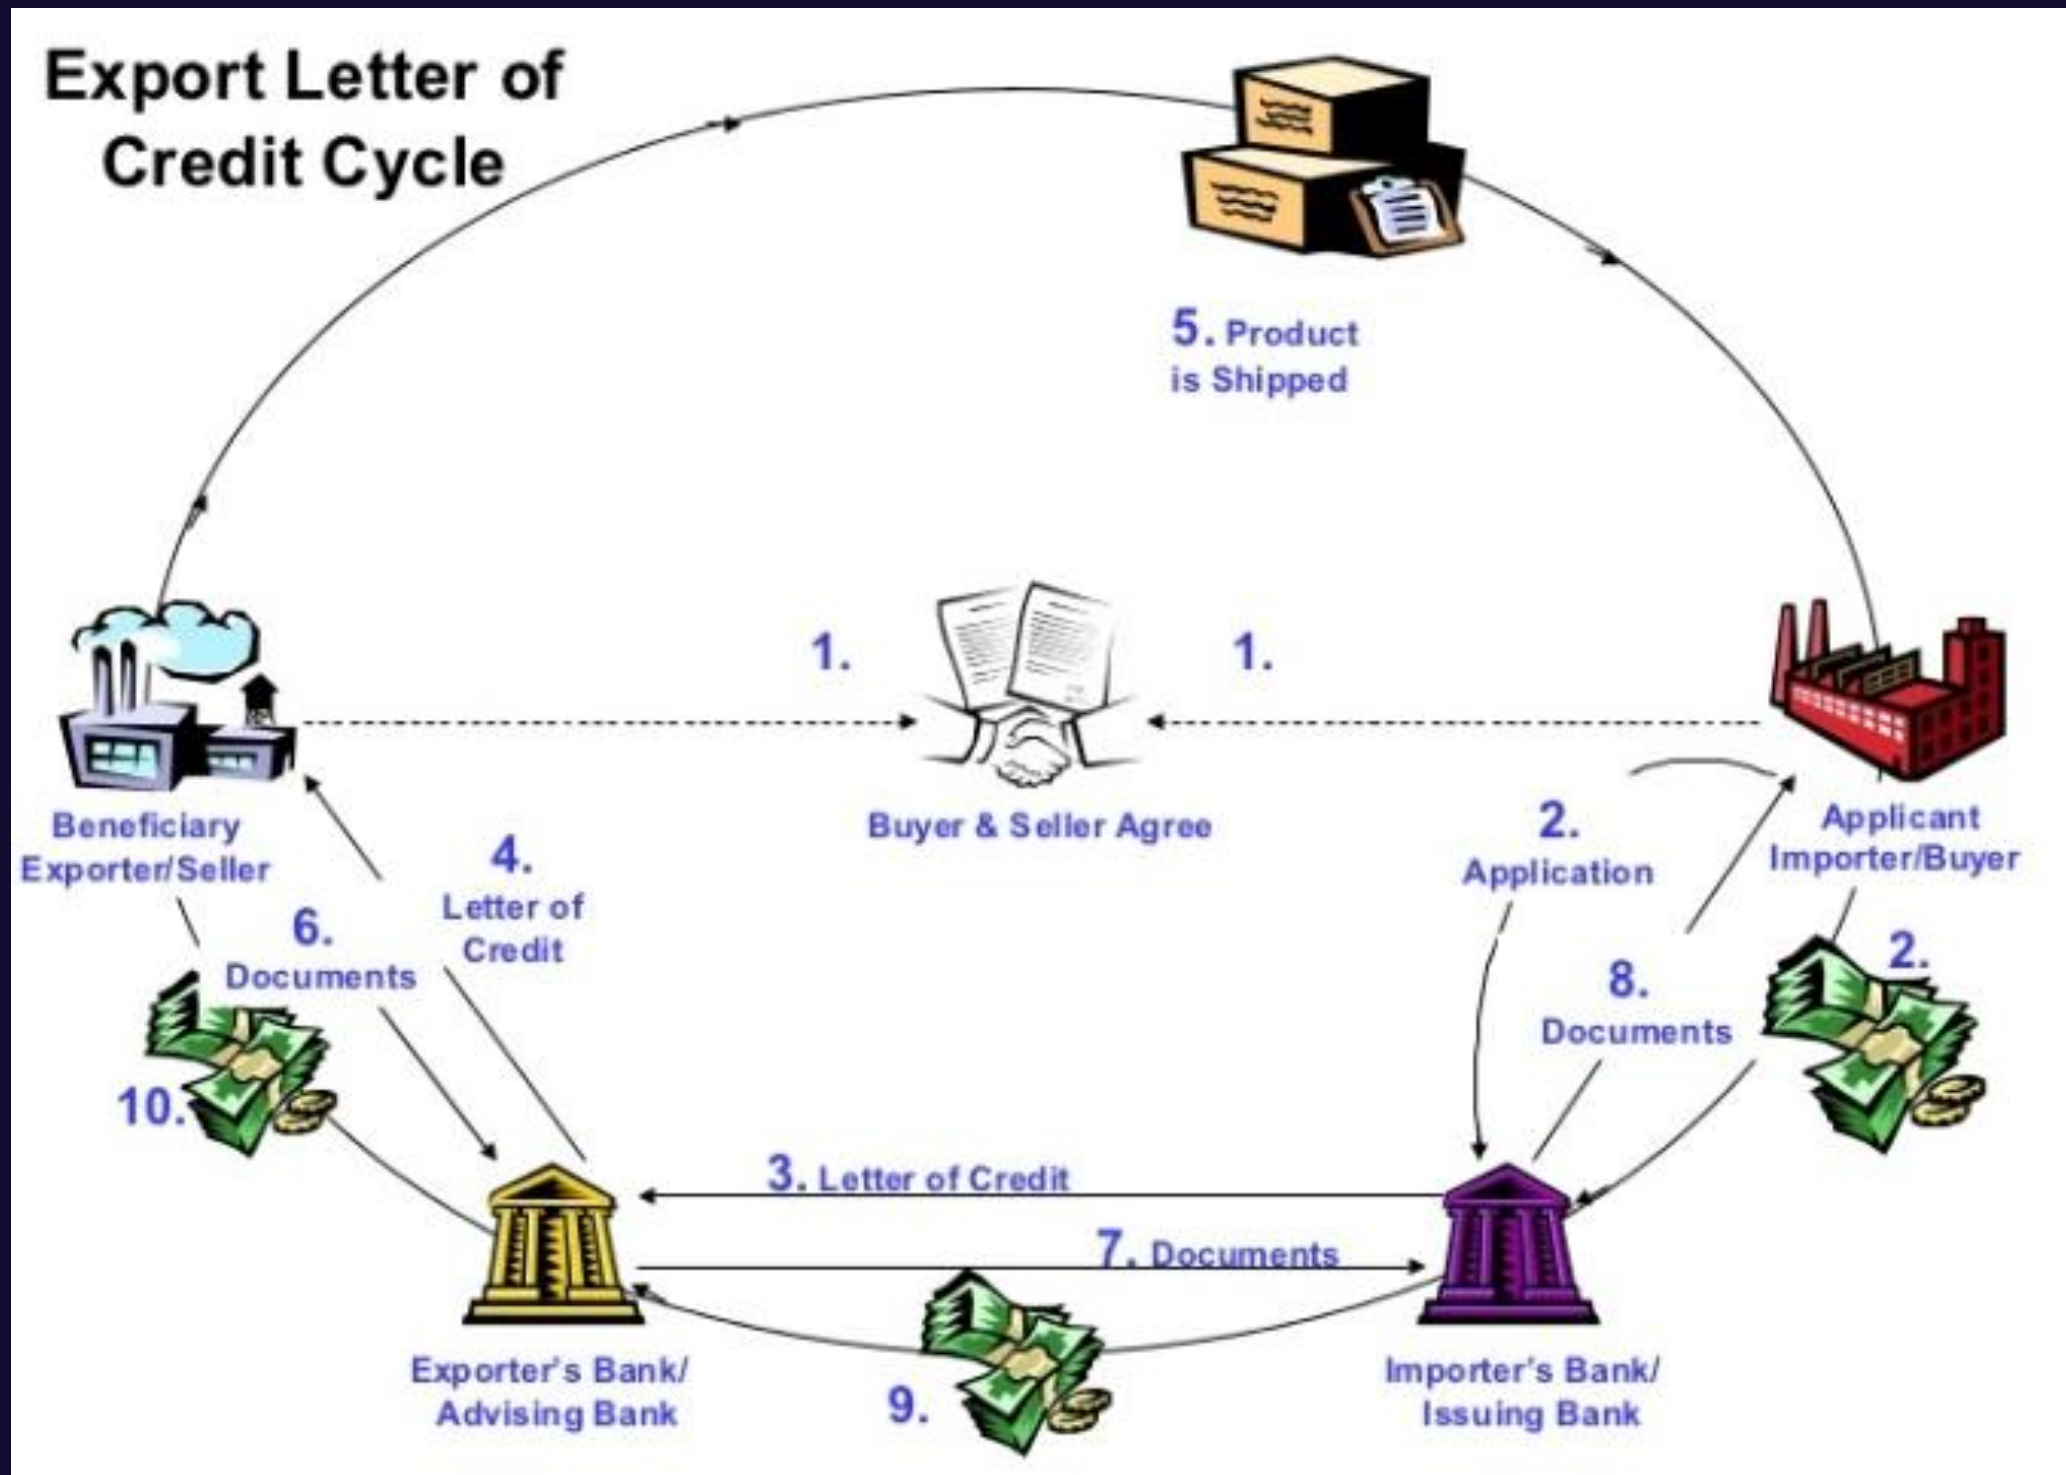 Export Letter of
Credit Cycle
5. Product
is Shipped
1.
1.
Buyer & Seller Agree
Beneficiary
Exporter/Seller
Applicant
Importer/Buyer
2.
Application
2.
4.
Letter of
Credit
6.
Documents
8.
Documents
10.
3. Letter of Credit
7. Documents
9.
Exporter's Bank/
Advising Bank
Importer's Bank/
Issuing Bank